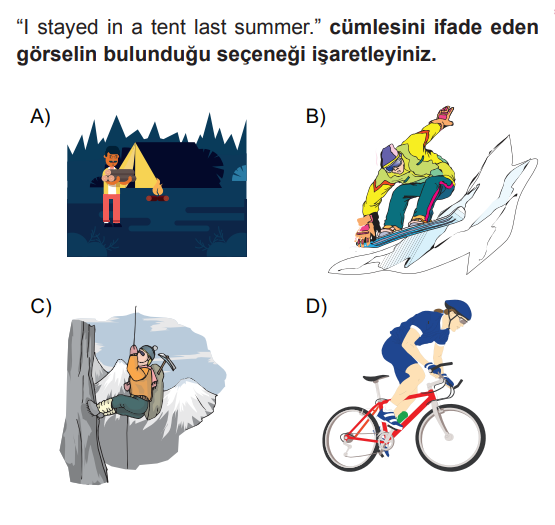 “I stayed in a tent last summer.” cümlesini ifade eden
görselin bulunduğu seçeneği işaretleyiniz.
A)
B)
C)
D)